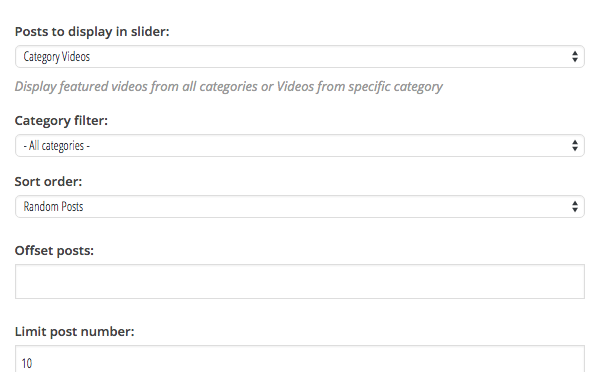 Posts to display in slider:
Category Videos
Display featured videos from all categories or Videos from specific category
Category filter:
- All categories -
Sort order:
Random Posts
Offset posts:
Limit post number:
10